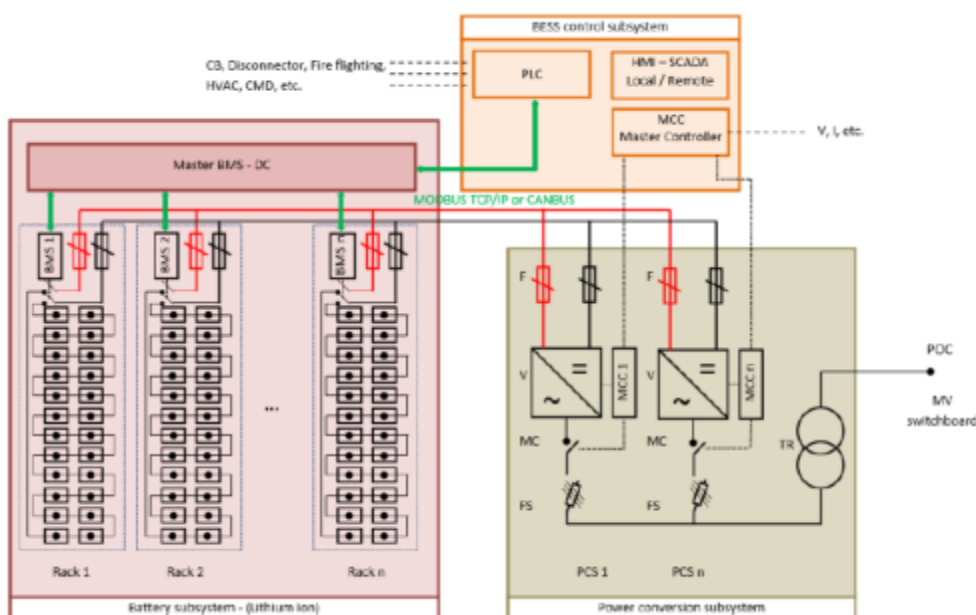 BESS control subsystem
CB, Disconnector, Fire flighting,
HVAC, CMD, etc.
PLC
HMI – SCADA
Local / Remote
MCC
Master Controller
V, I, etc.
Master BMS - DC
MODBUS TCP/IP or CANBUS
BMS 1
BMS 2
BMS n
...
Rack 1
Rack 2
Rack n
Battery subsystem - (Lithium Ion)
F
F
V
V
MCC 1
MCC n
MC
MC
FS
FS
TR
PCS 1
PCS n
Power conversion subsystem
POC
MV
switchboard